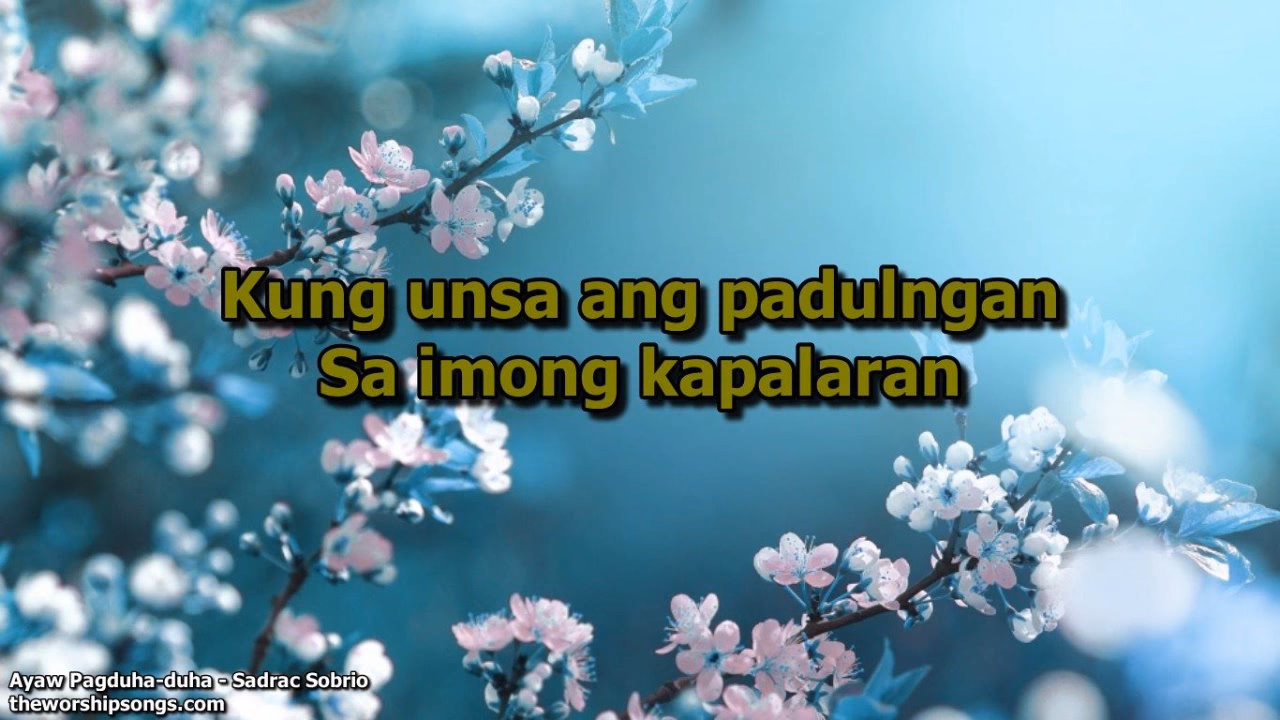 Kung unsa ang padulngan
Sa imong kapalaran
Ayaw Pagduha-duha - Sadrac Sobrio
theworshipsongs.com